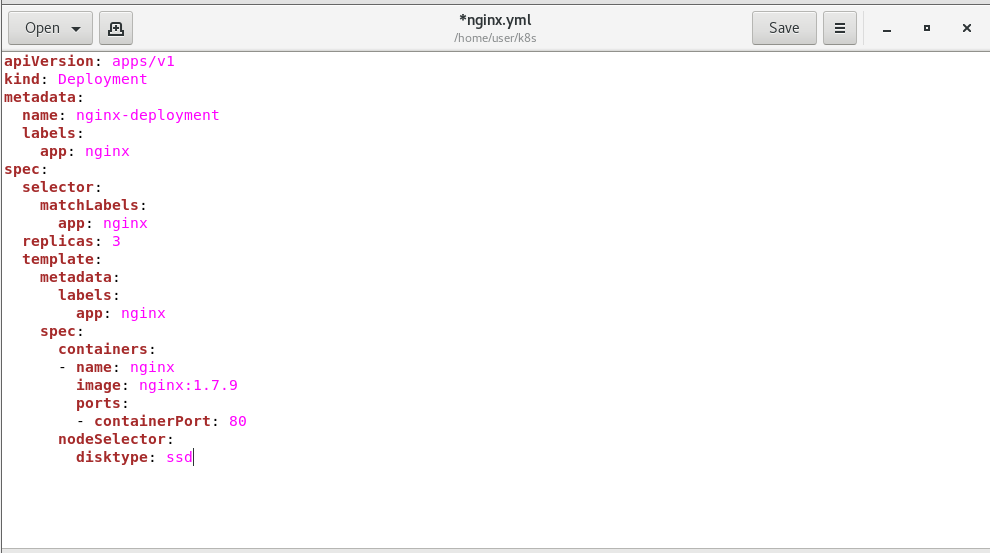 Open
*nginx.yml
/home/user/k8s
Save
apiVersion: apps/v1
kind: Deployment
metadata:
  name: nginx-deployment
  labels:
    app: nginx
spec:
  selector:
    matchLabels:
      app: nginx
  replicas: 3
  template:
    metadata:
      labels:
        app: nginx
    spec:
      containers:
      - name: nginx
        image: nginx:1.7.9
        ports:
        - containerPort: 80
      nodeSelector:
        disktype: ssd